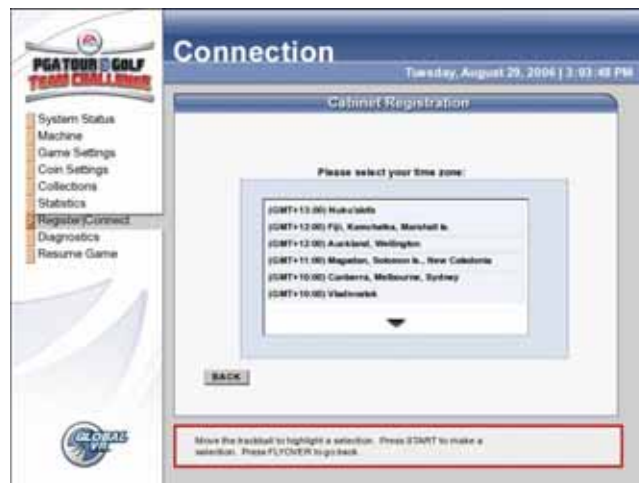 EA
PGA TOUR GOLF
TEAM CHALLENGE
Connection
Tuesday, August 29, 2006 | 3:03:48 PM
System Status
Machine
Game Settings
Coin Settings
Collections
Statistics
Register/Connect
Diagnostics
Resume Game
Cabinet Registration
Please select your time zone:
(GMT+13:00) Nuku'alofa
(GMT+12:00) Fiji, Kamchatka, Marshall Is.
(GMT+12:00) Auckland, Wellington
(GMT+11:00) Magadan, Solomon Is., New Caledonia
(GMT+10:00) Canberra, Melbourne, Sydney
(GMT+10:00) Vladivostok
BACK
GLOBAL
VR
Move the trackball to highlight a selection. Press START to make a
selection. Press FLYOVER to go back.